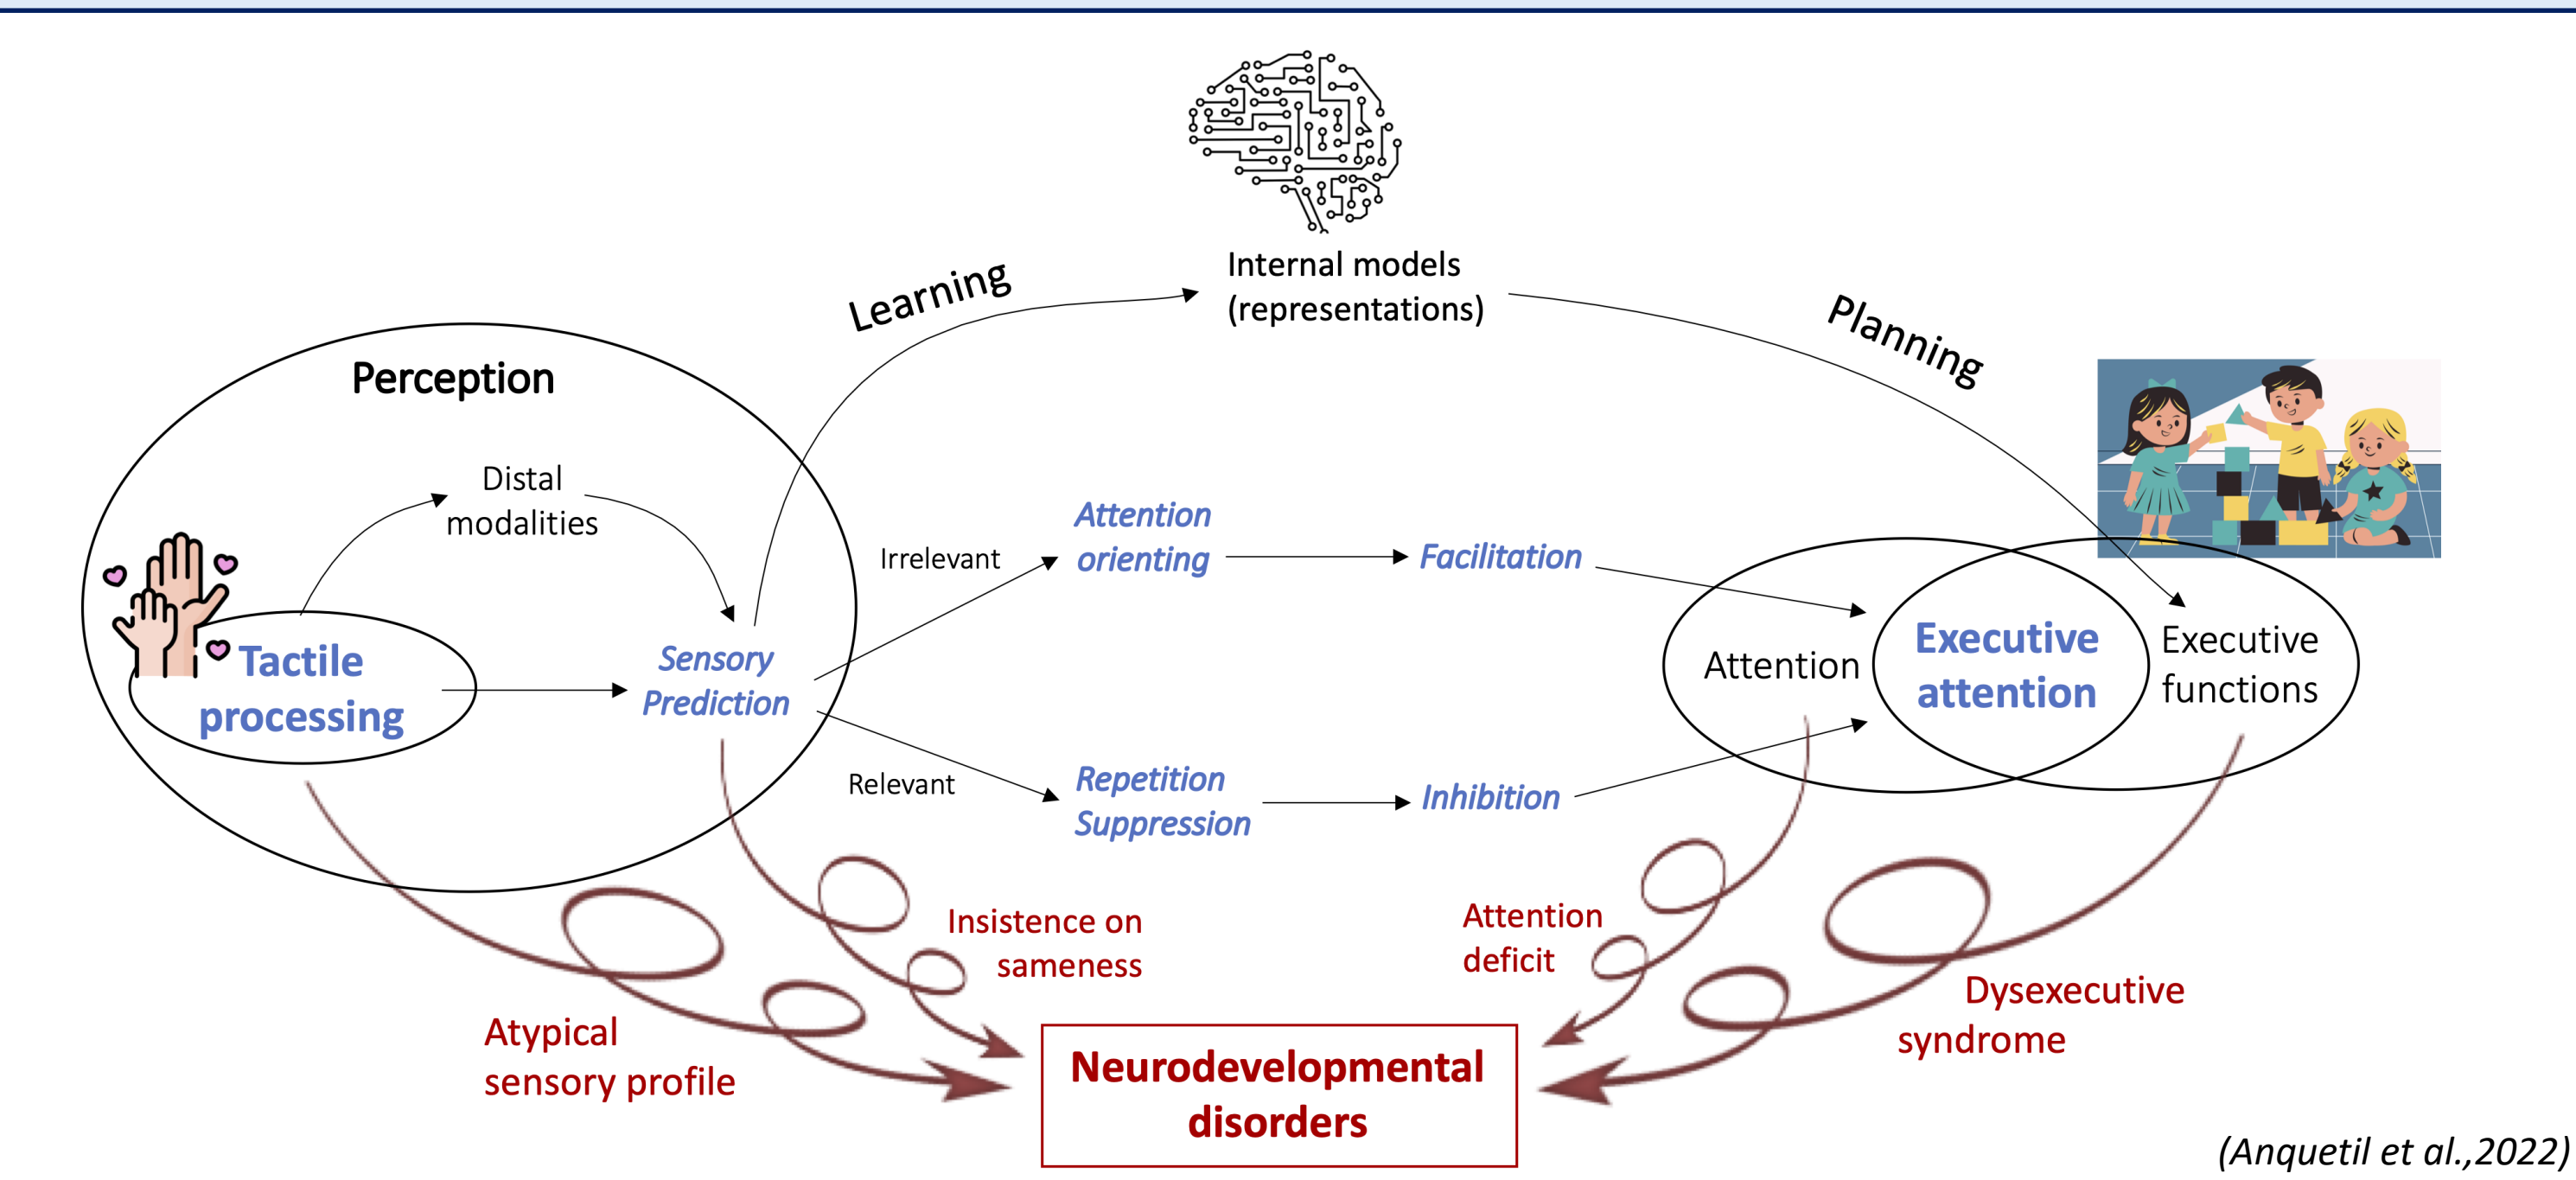 Internal models
(representations)
Learning
Planning
Perception
Distal
modalities
Tactile
processing
Sensory
Prediction
Irrelevant
Attention
orienting
Facilitation
Relevant
Repetition
Suppression
Inhibition
Attention
Executive
attention
Executive
functions
Insistence on
sameness
Attention
deficit
Atypical
sensory profile
Dysexecutive
syndrome
Neurodevelopmental
disorders
(Anquetil et al.,2022)